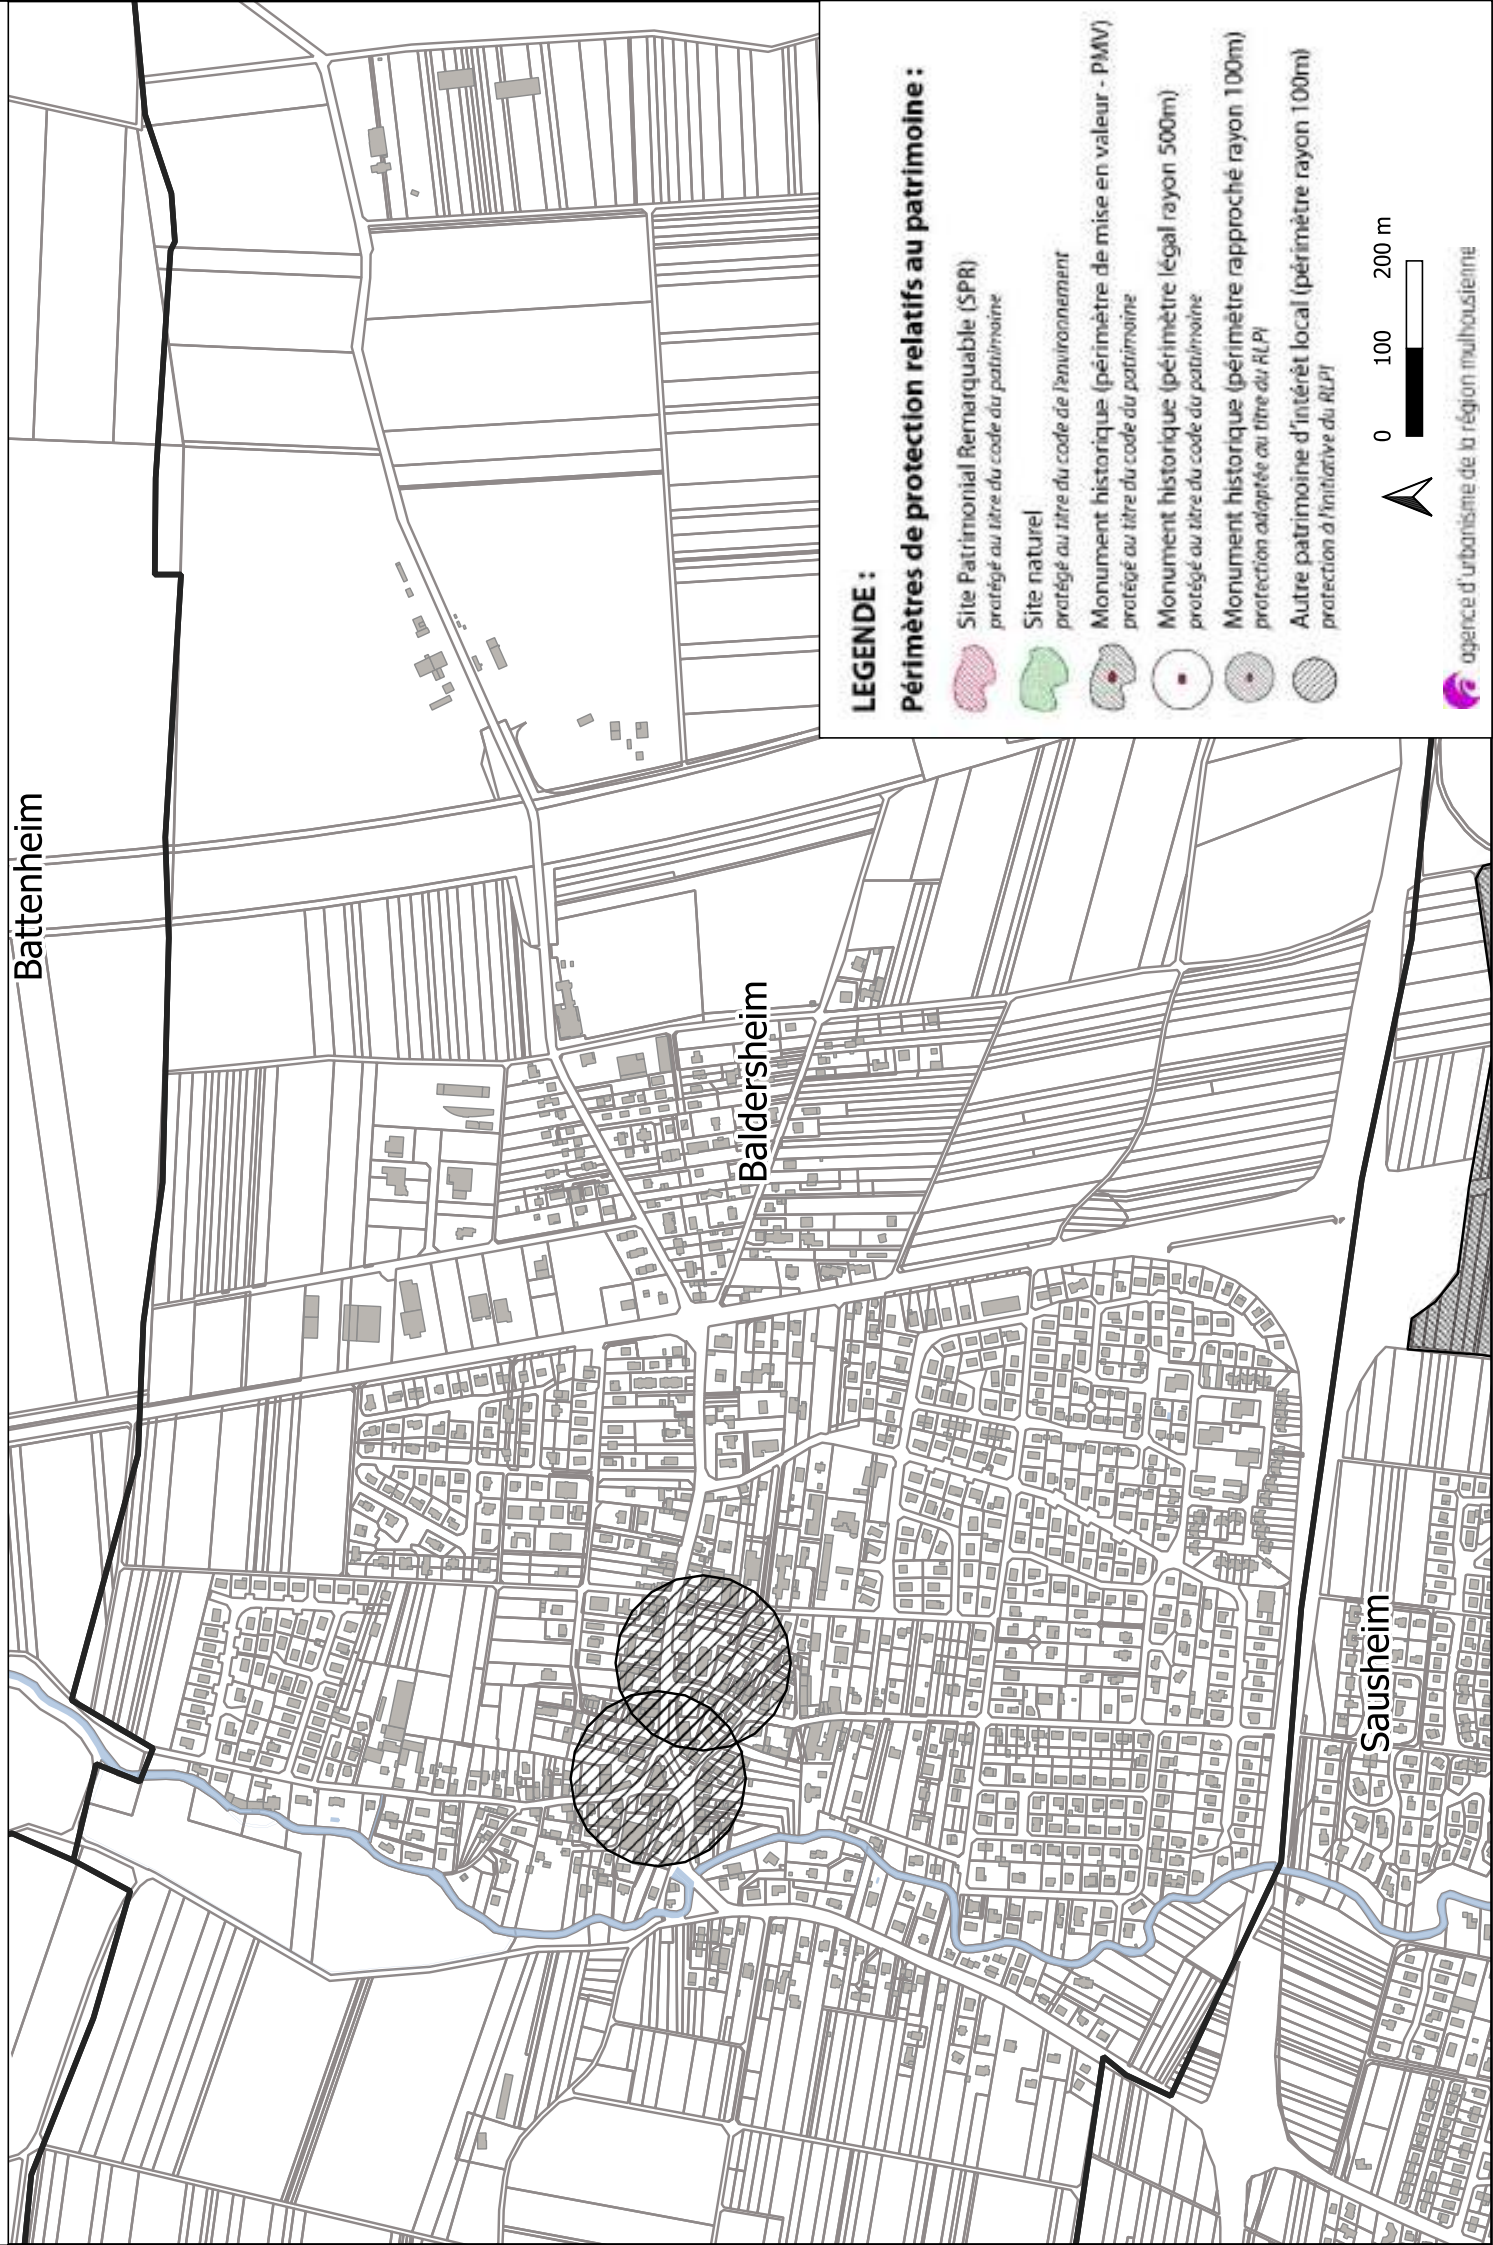 Battenheim
Baldersheim
Sausheim
LEGENDE :
Périmètres de protection relatifs au patrimoine :
Site Patrimonial Remarquable (SPR)
protégé au titre du code du patrimoine
Site naturel
protégé au titre du code de l'environnement
Monument historique (périmètre de mise en valeur - PMV)
protégé au titre du code du patrimoine
Monument historique (périmètre légal rayon 500m)
protégé au titre du code du patrimoine
Monument historique (périmètre rapproché rayon 100m)
protection adaptée au titre du RLPi
Autre patrimoine d'intérêt local (périmètre rayon 100m)
protection à l'initiative du RLPi
0 100 200 m
agence d'urbanisme de la région mulhousienne